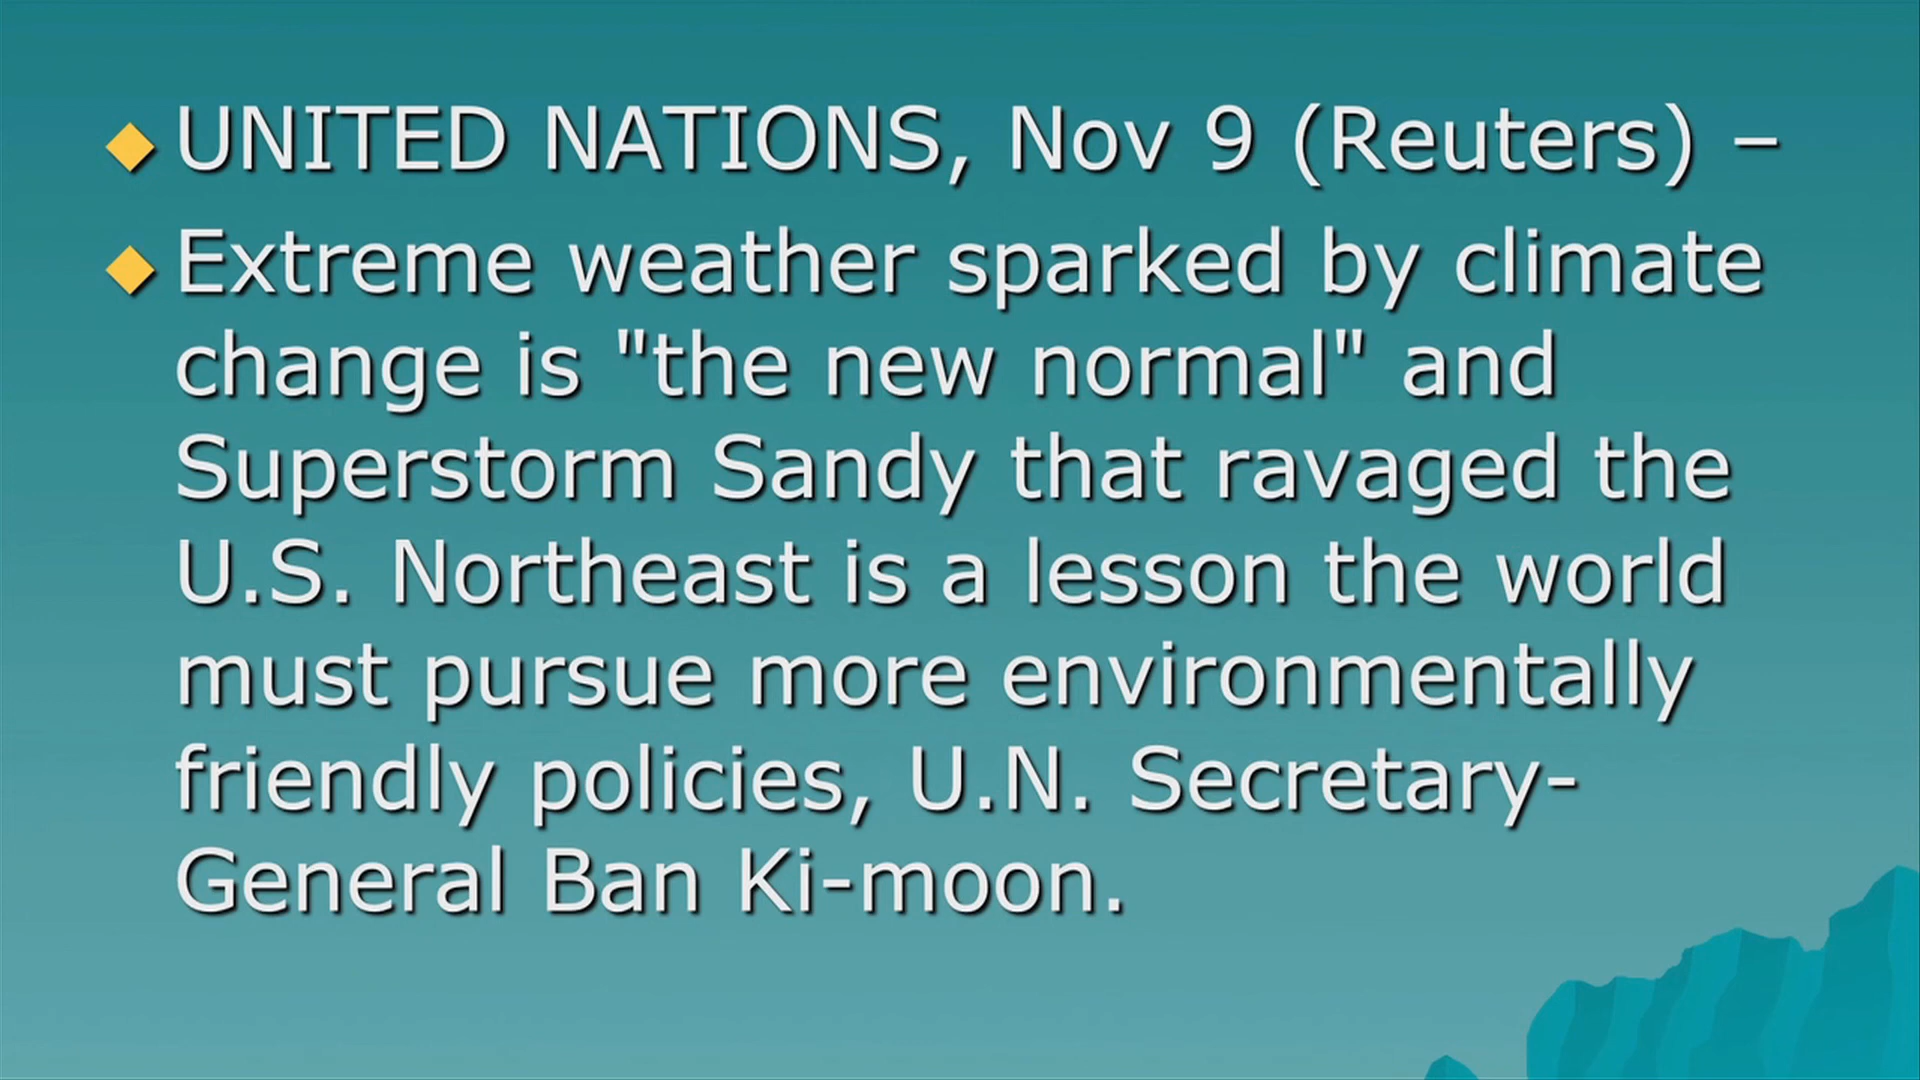 UNITED NATIONS, Nov 9 (Reuters) –
Extreme weather sparked by climate
change is "the new normal" and
Superstorm Sandy that ravaged the
U.S. Northeast is a lesson the world
must pursue more environmentally
friendly policies, U.N. Secretary-
General Ban Ki-moon.